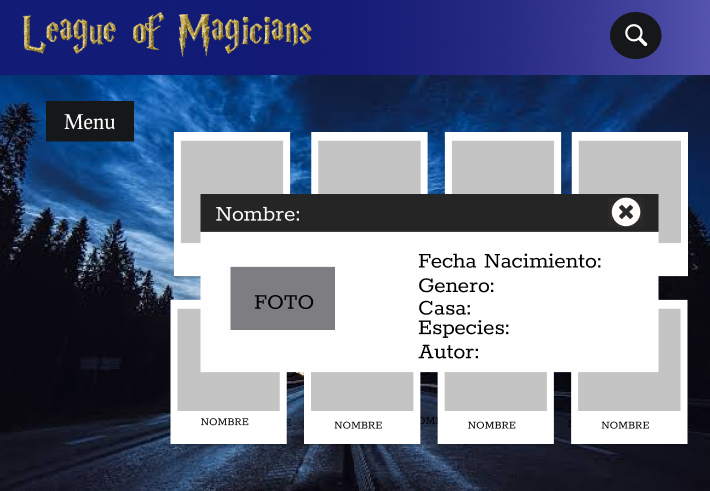 League of Magicians
Menu
Nombre:
FOTO
Fecha Nacimiento:
Genero:
Casa:
Especies:
Autor:
NOMBRE
NOMBRE
NOMBRE
NOMBRE